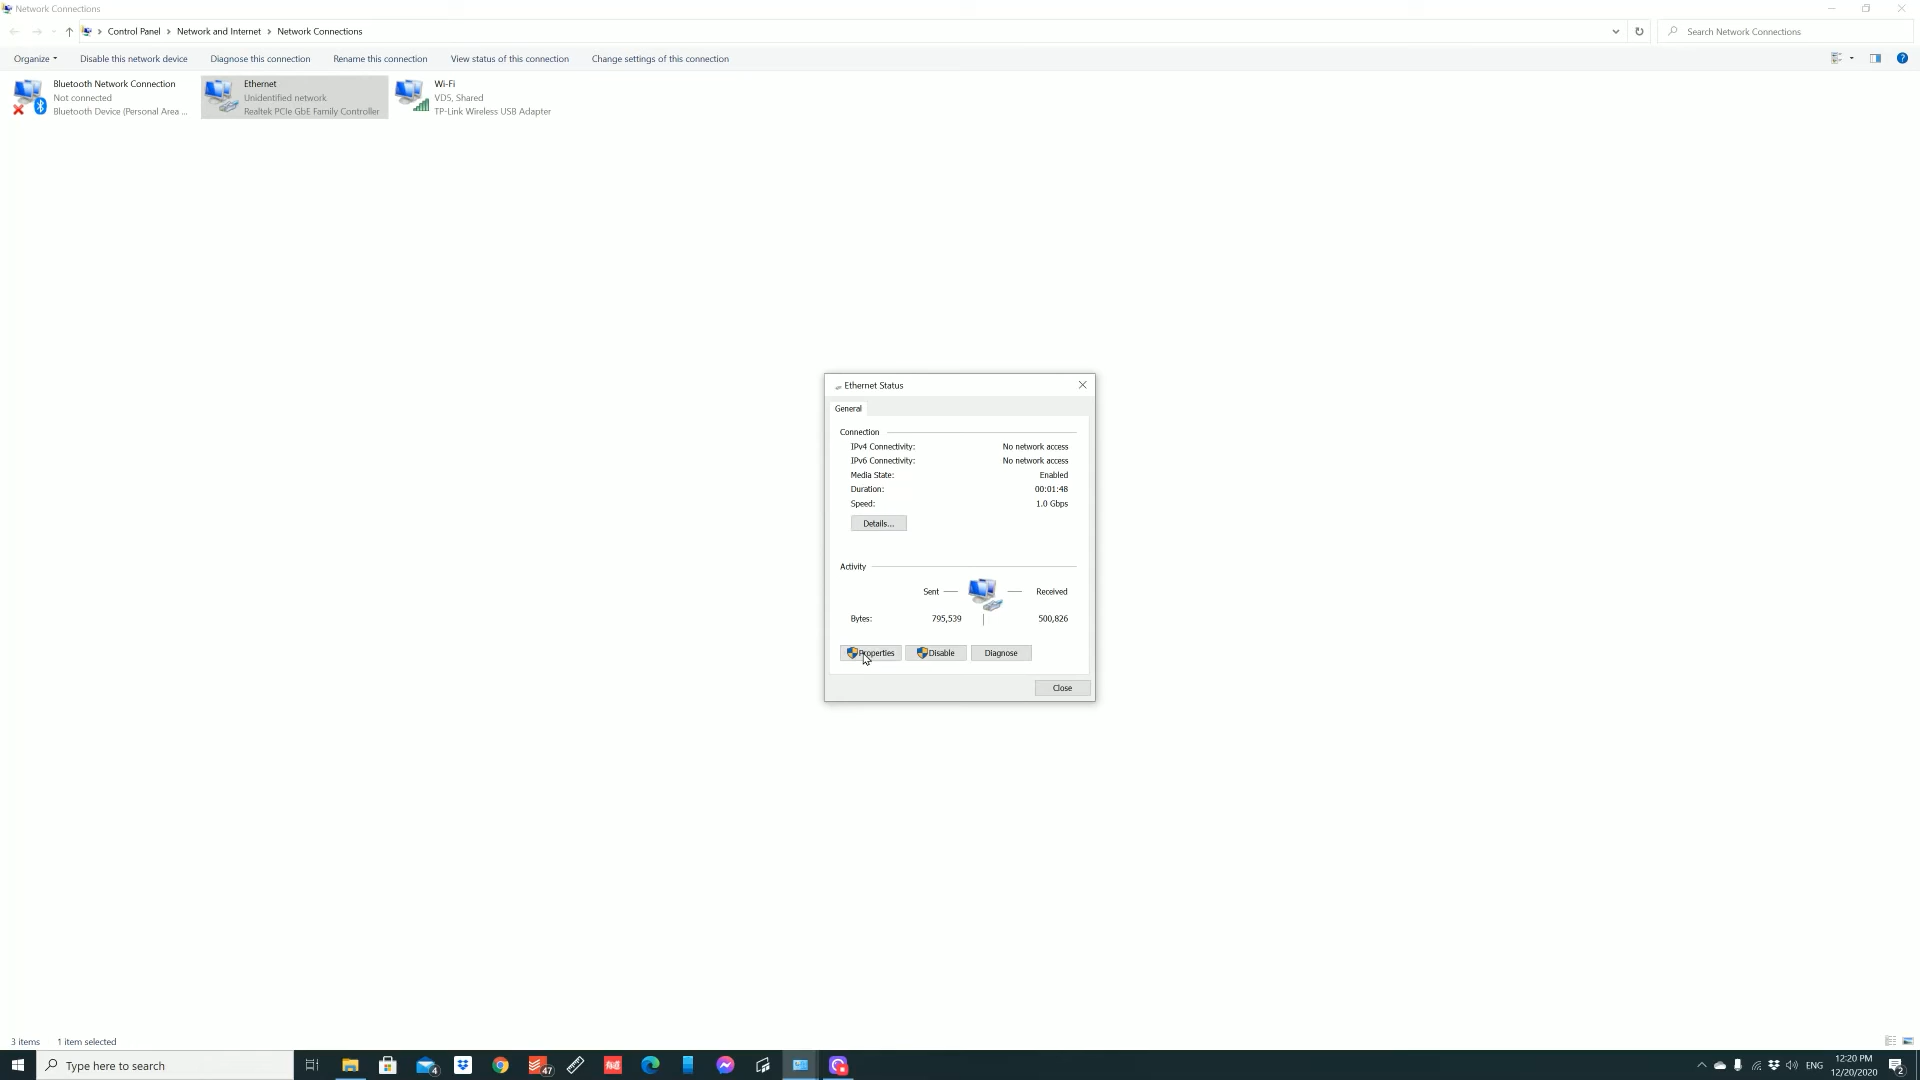 Network Connections
Control Panel > Network and Internet > Network Connections
Search Network Connections
Organize
Disable this network device
Diagnose this connection
Rename this connection
View status of this connection
Change settings of this connection
Bluetooth Network Connection
Not connected
Bluetooth Device (Personal Area ...
Ethernet
Unidentified network
Realtek PCIe GbE Family Controller
Wi-Fi
VD5, Shared
TP-Link Wireless USB Adapter
Ethernet Status
General
Connection
IPv4 Connectivity: No network access
IPv6 Connectivity: No network access
Media State: Enabled
Duration: 00:01:48
Speed: 1.0 Gbps
Details...
Activity
Sent Received
Bytes: 795,539 500,826
Properties
Disable
Diagnose
Close
3 items 1 item selected
Type here to search
4
47
ENG
12:20 PM
12/20/2020
2